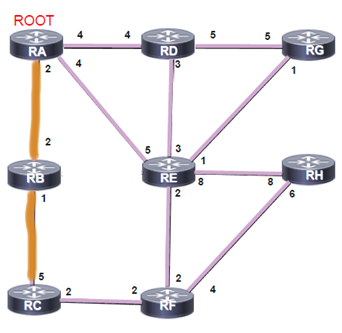 ROOT
RA 4 4 RD 5 5 RG
2 4 3 1
5 3 1
2
RB RE 8 8 RH
1 2 6
5 2 4
RC 2 2 RF